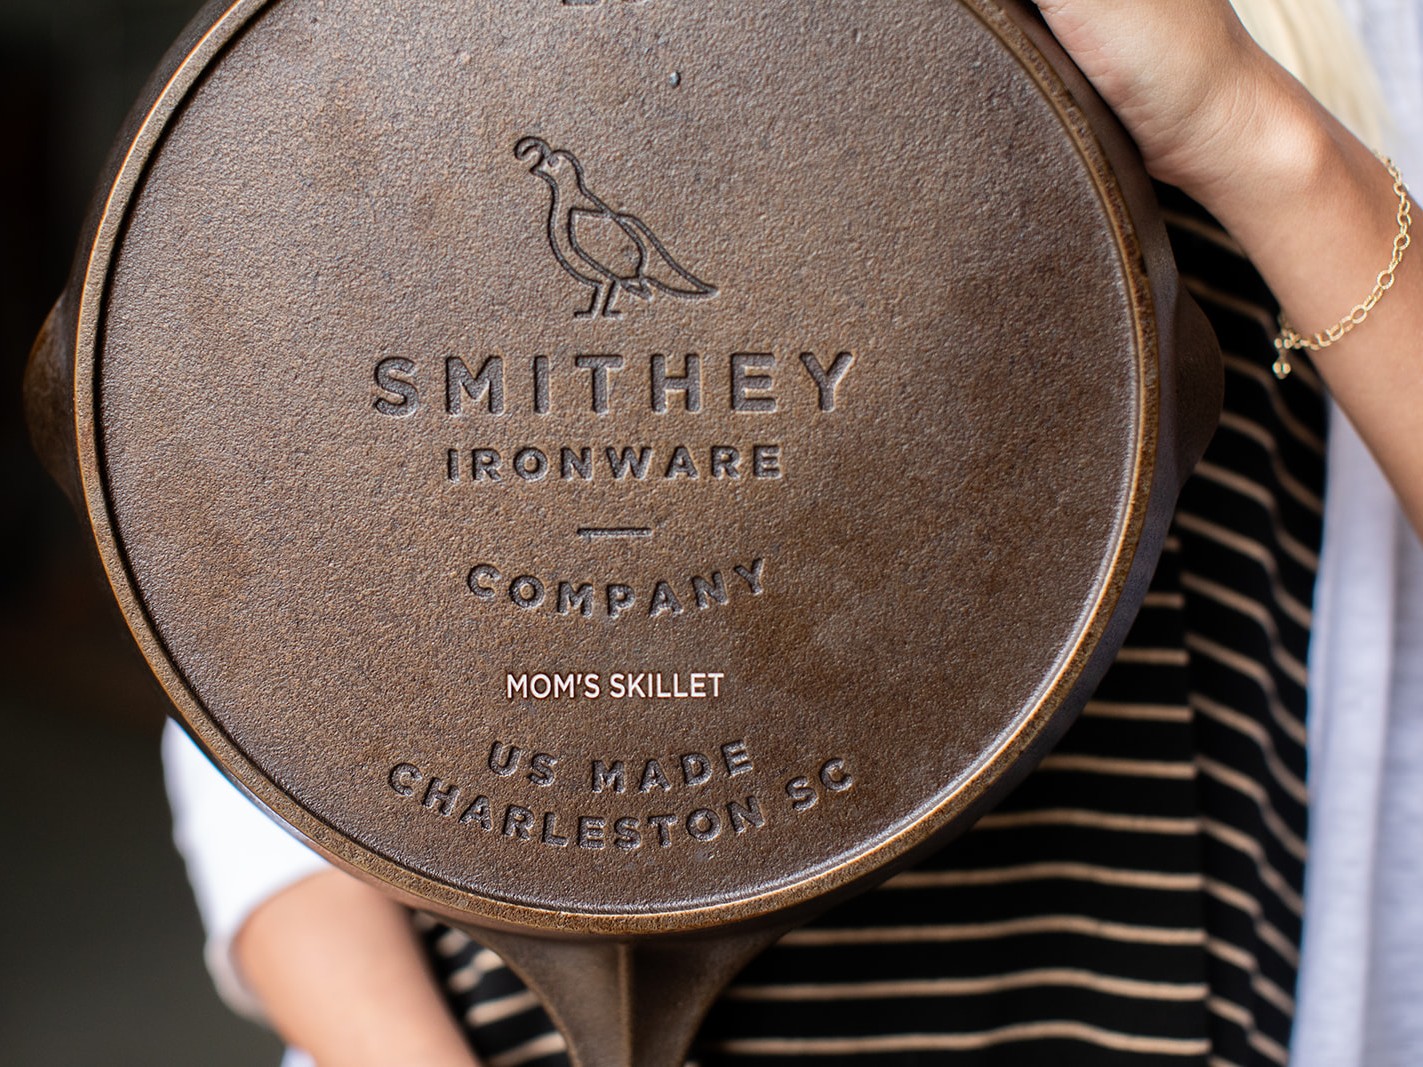 SMITHEY
IRONWARE
COMPANY
MOM'S SKILLET
US MADE
CHARLESTON SC